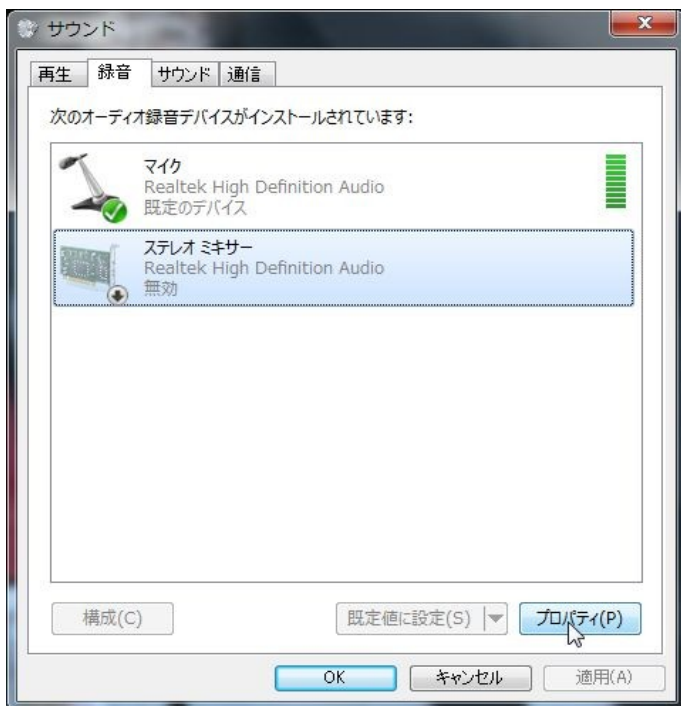 サウンド
再生 録音 サウンド 通信
次のオーディオ録音デバイスがインストールされています:
マイク
Realtek High Definition Audio
既定のデバイス
ステレオ ミキサー
Realtek High Definition Audio
無効
構成(C) 既定値に設定(S) プロパティ(P)
OK キャンセル 適用(A)